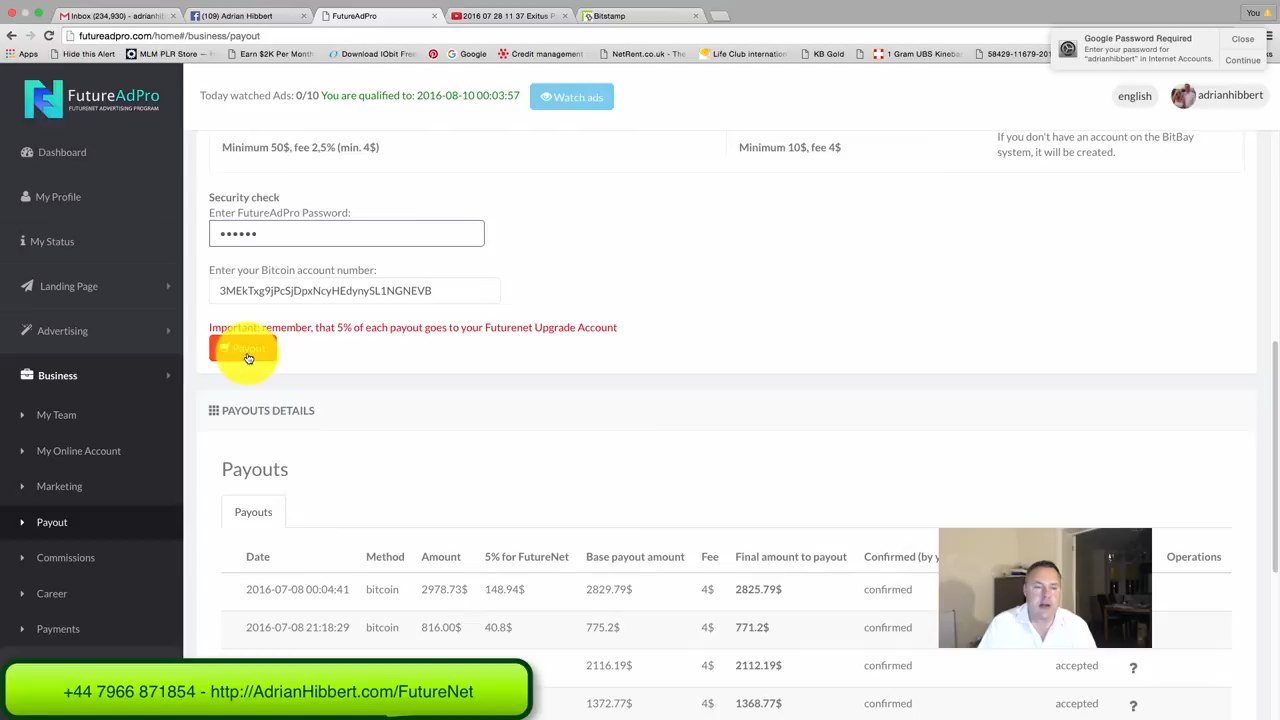 Inbox (234,930) - adrianhib
(109) Adrian Hibbert
FutureAdPro
2016 07 28 11 37 Exitus P
Bitstamp
You
futureadpro.com/home#/business/payout
Apps
Hide this Alert
MLM PLR Store
Earn $2K Per Month
Download IObit Free
Google
Credit management
NetRent.co.uk
Life Club internation
KB Gold
1 Gram UBS Kineba
58429-11679-201
Google Password Required
Enter your password for
"adrianhibbert" in Internet Accounts.
Close
Continue
FutureAdPro
FUTURENET ADVERTISING PROGRAM
Today watched Ads: 0/10 You are qualified to: 2016-08-10 00:03:57
Watch ads
english
adrianhibbert
Dashboard
My Profile
My Status
Landing Page
Advertising
Business
My Team
My Online Account
Marketing
Payout
Commissions
Career
Payments
Minimum 50$, fee 2,5% (min. 4$)
Minimum 10$, fee 4$
If you don't have an account on the BitBay
system, it will be created.
Security check
Enter FutureAdPro Password:
••••••
Enter your Bitcoin account number:
3MEkTxg9jPcSjDpxNcyHEdynySL1NGNEVB
Important: remember, that 5% of each payout goes to your Futurenet Upgrade Account
Payout
PAYOUTS DETAILS
Payouts
Payouts
Date Method Amount 5% for FutureNet Base payout amount Fee Final amount to payout Confirmed (by y Operations
2016-07-08 00:04:41 bitcoin 2978.73$ 148.94$ 2829.79$ 4$ 2825.79$ confirmed
2016-07-08 21:18:29 bitcoin 816.00$ 40.8$ 775.2$ 4$ 771.2$ confirmed
2116.19$ 4$ 2112.19$ confirmed accepted ?
1372.77$ 4$ 1368.77$ confirmed accepted ?
+44 7966 871854 - http://AdrianHibbert.com/FutureNet